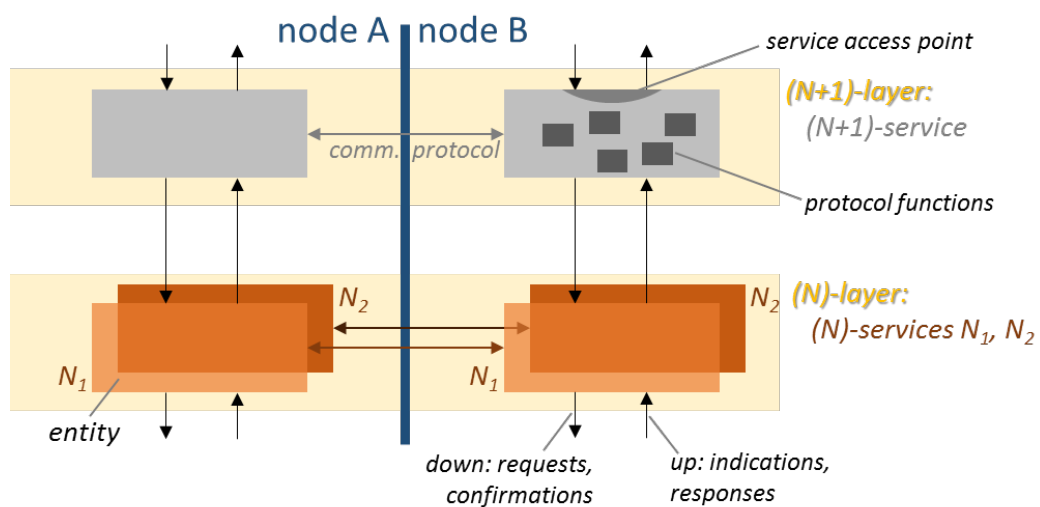 node A
node B
service access point
(N+1)-layer:
(N+1)-service
comm. protocol
protocol functions
N2
N2
(N)-layer:
(N)-services N1, N2
N1
N1
entity
down: requests,
confirmations
up: indications,
responses